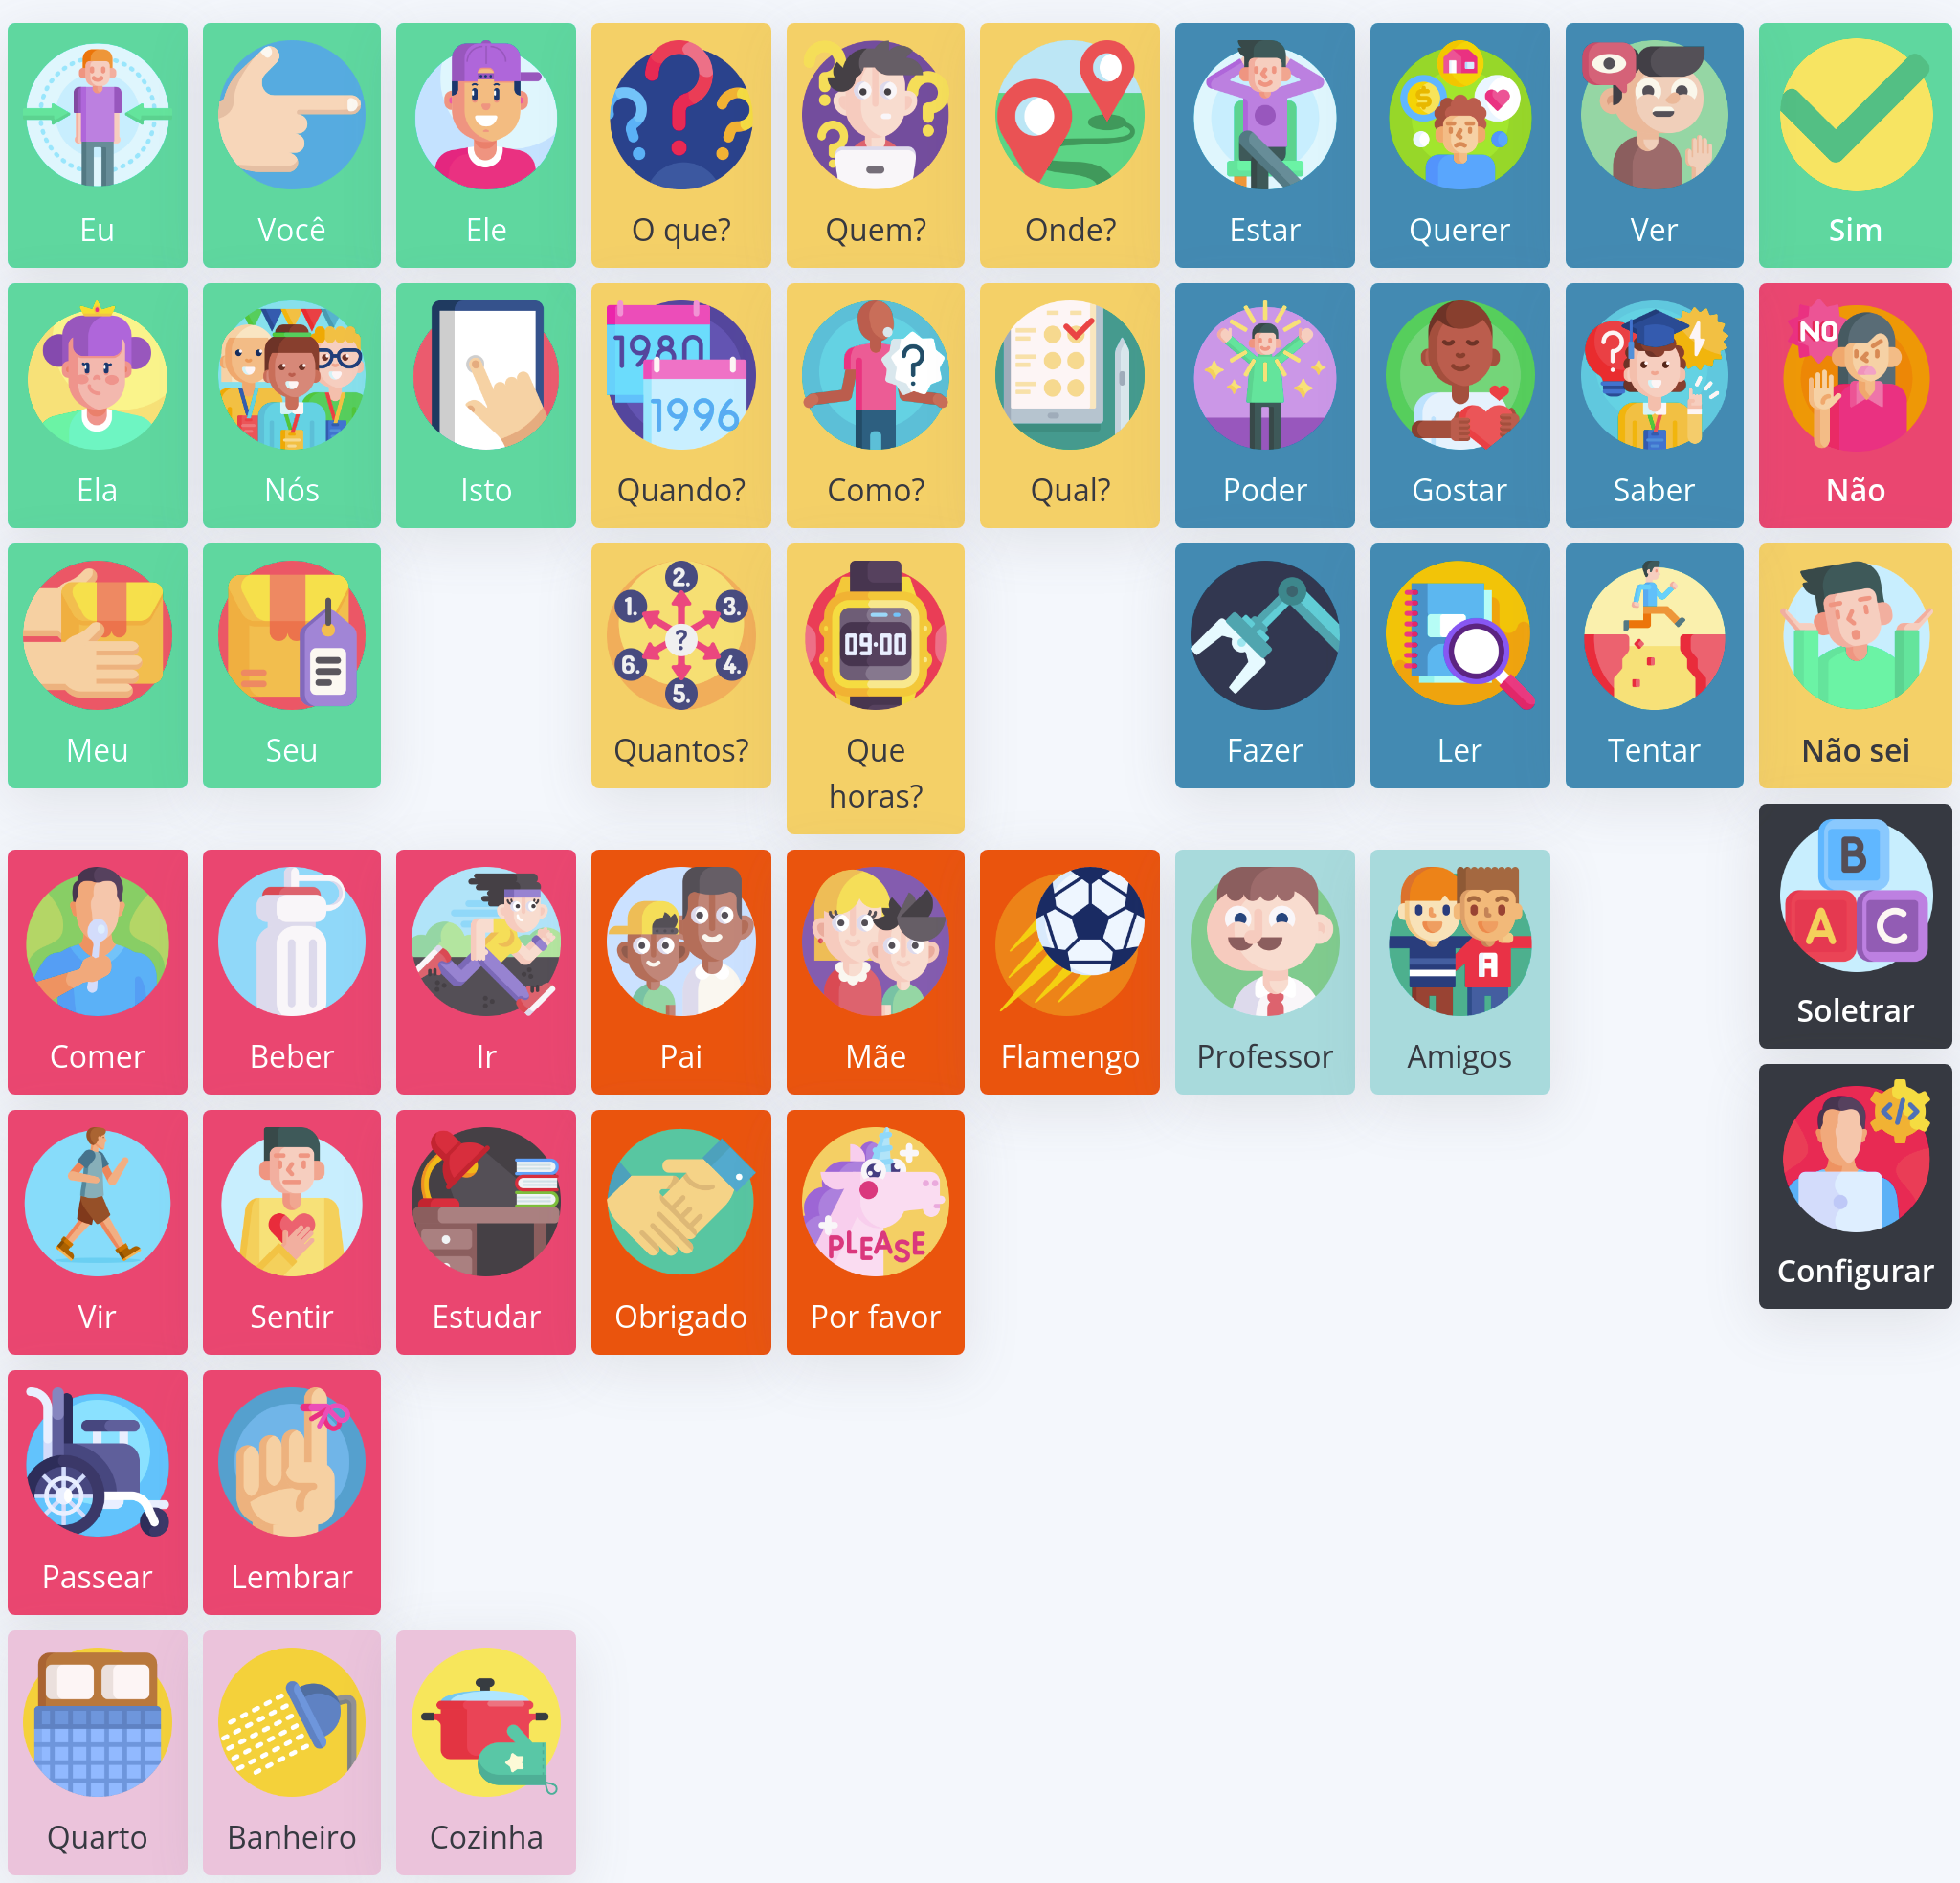 Eu
Você
Ele
O que?
Quem?
Onde?
Estar
Querer
Ver
Sim
Ela
Nós
Isto
1980
1996
Quando?
?
Como?
Qual?
Poder
Gostar
?
Saber
NO
Não
Meu
Seu
1.
2.
3.
4.
5.
6.
?
Quantos?
09:00
Que
horas?
Fazer
Ler
Tentar
Não sei
B
A
C
Soletrar
Comer
Beber
Ir
Pai
Mãe
Flamengo
Professor
A
Amigos
</>
Configurar
Vir
Sentir
Estudar
Obrigado
PLEASE
Por favor
Passear
Lembrar
Quarto
Banheiro
Cozinha